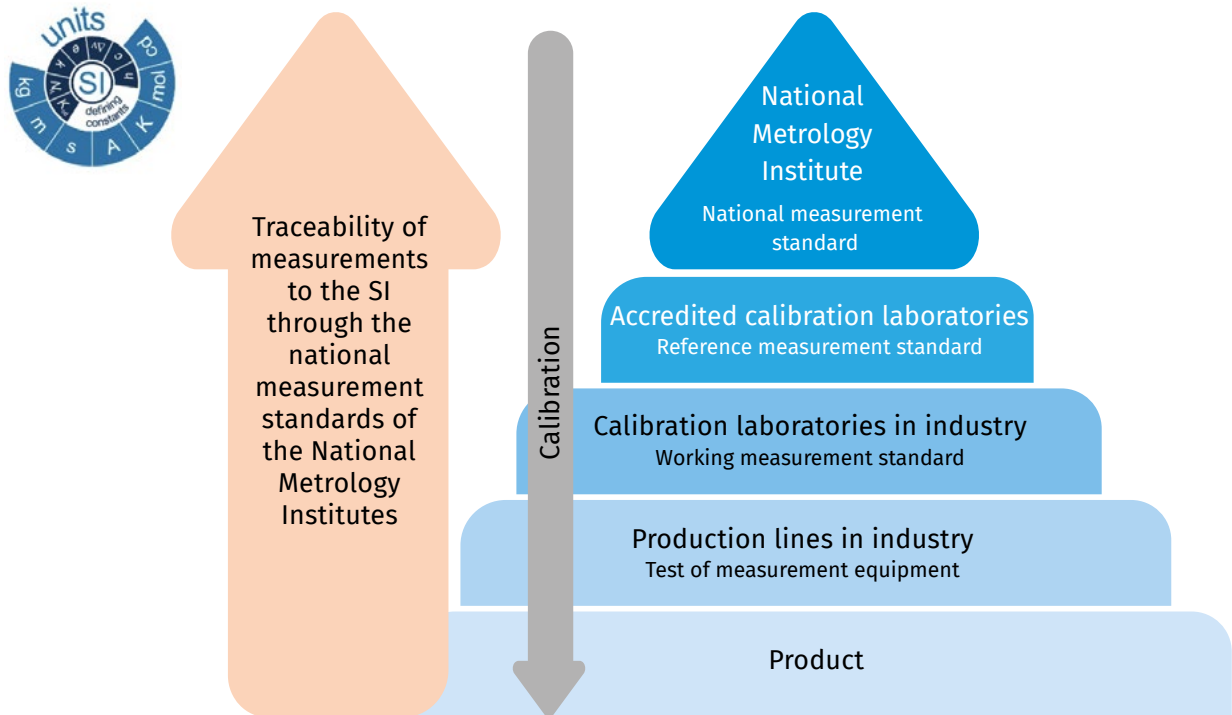 units
kg
m
s
A
K
mol
cd
SI
defining
constants
Traceability of
measurements
to the SI
through the
national
measurement
standards of
the National
Metrology
Institutes
Calibration
National
Metrology
Institute
National measurement
standard
Accredited calibration laboratories
Reference measurement standard
Calibration laboratories in industry
Working measurement standard
Production lines in industry
Test of measurement equipment
Product